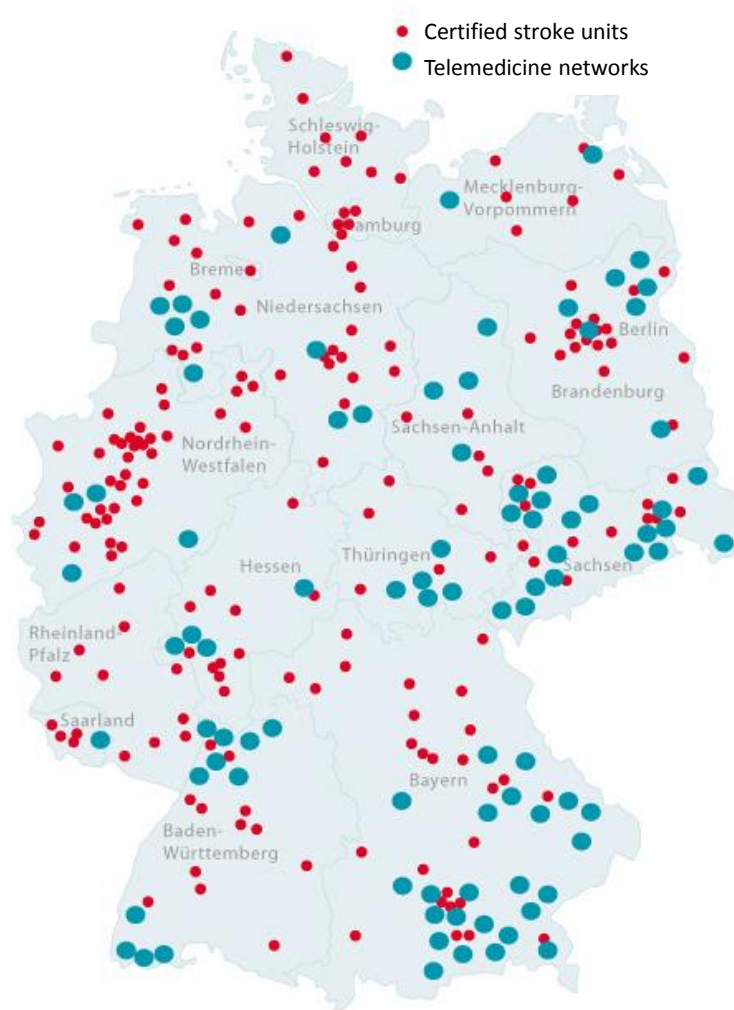 Certified stroke units
Telemedicine networks
Schleswig-
Holstein
Mecklenburg-
Vorpommern
Hamburg
Bremen
Niedersachsen
Berlin
Brandenburg
Sachsen-Anhalt
Nordrhein-
Westfalen
Hessen
Thüringen
Sachsen
Rheinland-
Pfalz
Saarland
Bayern
Baden-
Württemberg